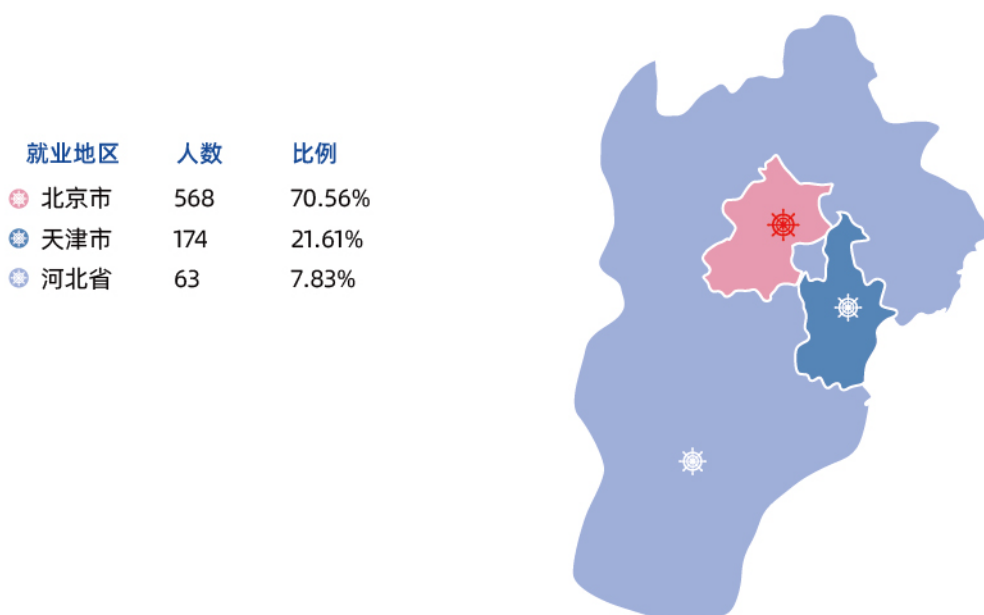 就业地区 人数 比例
北京市 568 70.56%
天津市 174 21.61%
河北省 63 7.83%